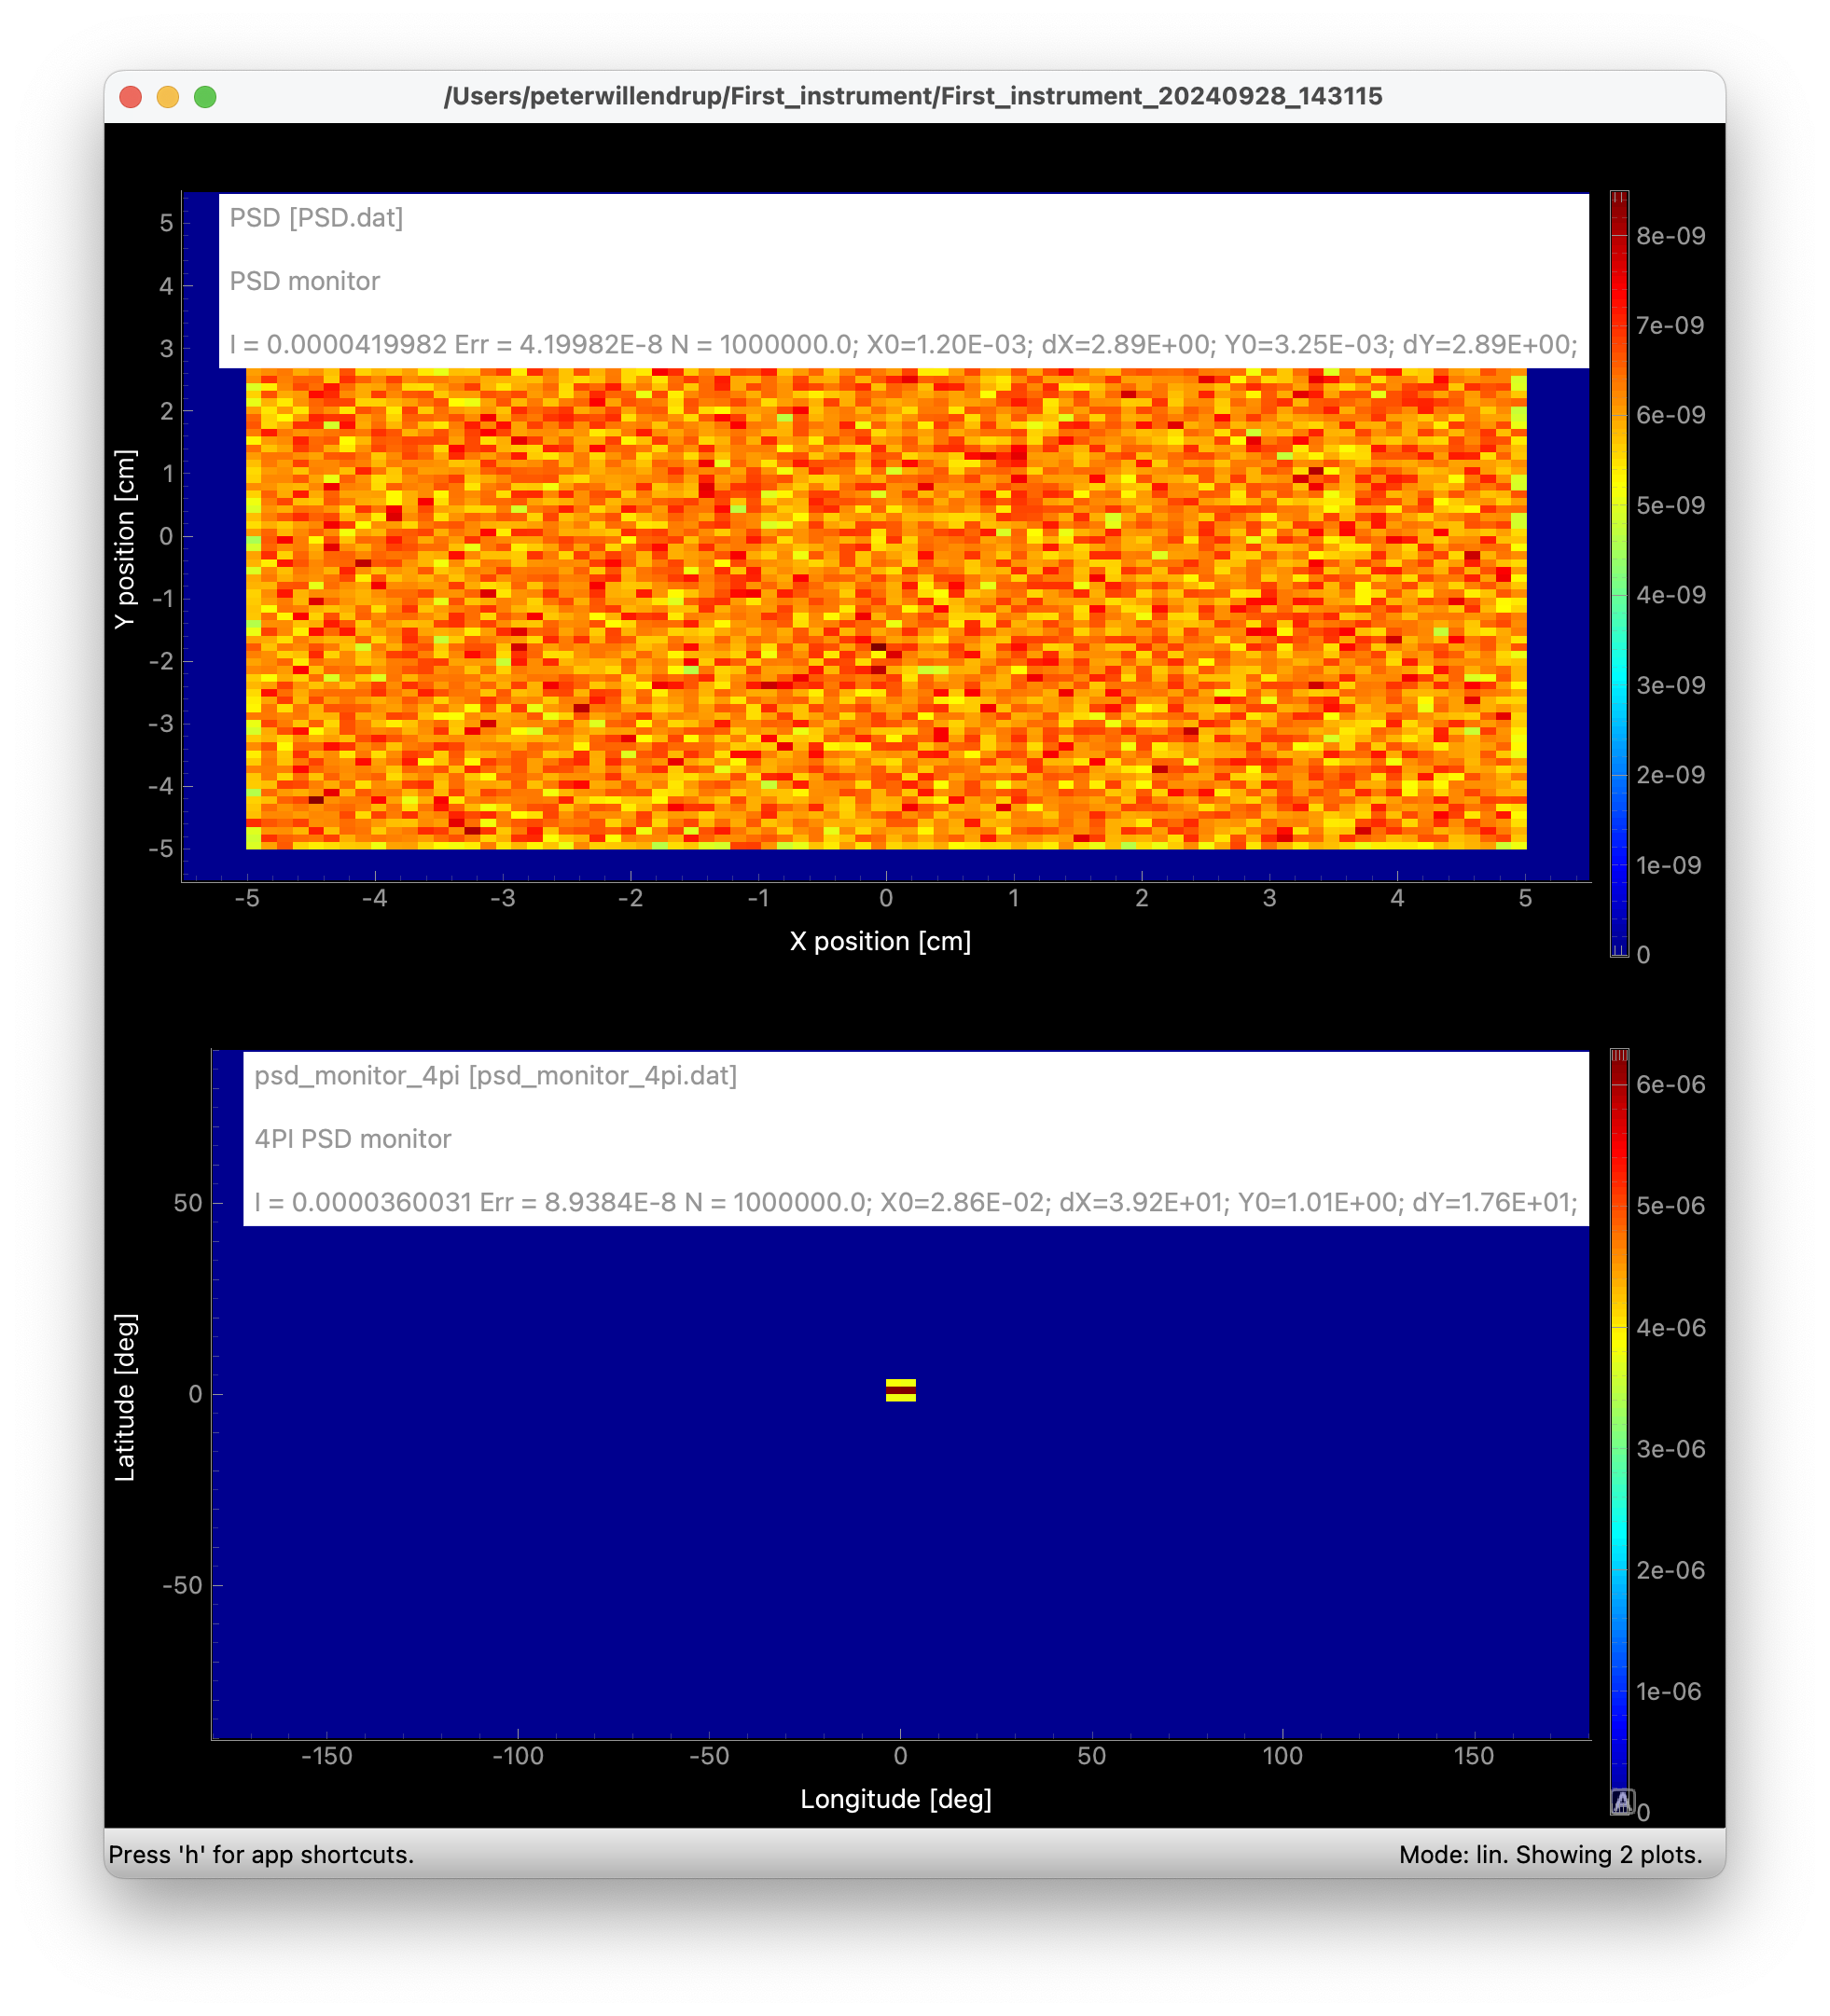 /Users/peterwillendrup/First_instrument/First_instrument_20240928_143115
PSD [PSD.dat]
PSD monitor
I = 0.0000419982 Err = 4.19982E-8 N = 1000000.0; X0=1.20E-03; dX=2.89E+00; Y0=3.25E-03; dY=2.89E+00;
5
4
3
2
1
0
-1
-2
-3
-4
-5
Y position [cm]
-5 -4 -3 -2 -1 0 1 2 3 4 5
X position [cm]
8e-09
7e-09
6e-09
5e-09
4e-09
3e-09
2e-09
1e-09
0
psd_monitor_4pi [psd_monitor_4pi.dat]
4PI PSD monitor
I = 0.0000360031 Err = 8.9384E-8 N = 1000000.0; X0=2.86E-02; dX=3.92E+01; Y0=1.01E+00; dY=1.76E+01;
50
0
-50
Latitude [deg]
-150 -100 -50 0 50 100 150
Longitude [deg]
6e-06
5e-06
4e-06
3e-06
2e-06
1e-06
0
A
Press 'h' for app shortcuts.
Mode: lin. Showing 2 plots.